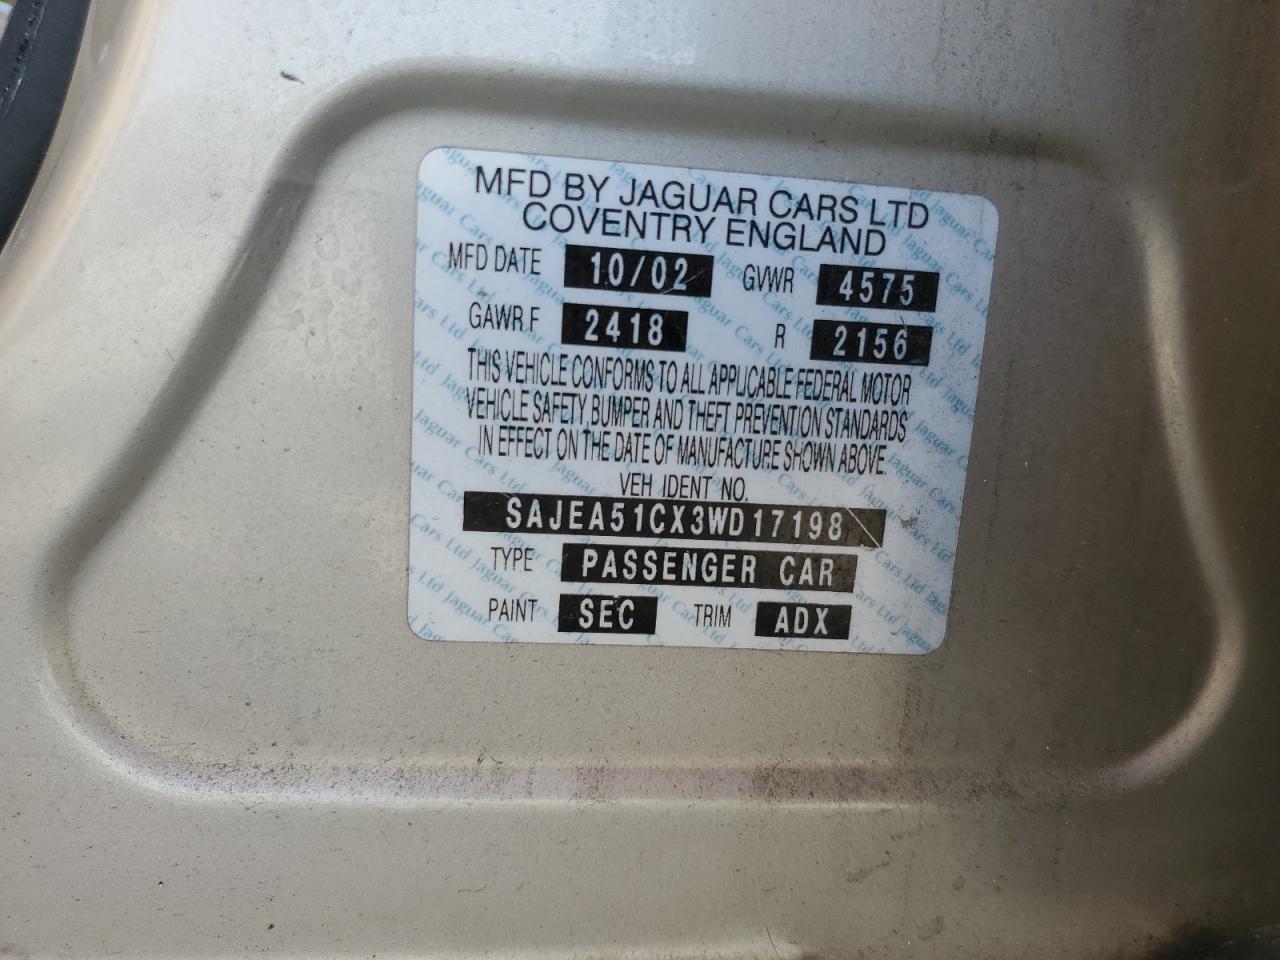 MFD BY JAGUAR CARS LTD
COVENTRY ENGLAND
MFD DATE 10/02 GVWR 4575
GAWR F 2418 R 2156
THIS VEHICLE CONFORMS TO ALL APPLICABLE FEDERAL MOTOR
VEHICLE SAFETY, BUMPER AND THEFT PREVENTION STANDARDS
IN EFFECT ON THE DATE OF MANUFACTURE SHOWN ABOVE.
VEH IDENT NO.
SAJEA51CX3WD17198
TYPE PASSENGER CAR
PAINT SEC TRIM ADX